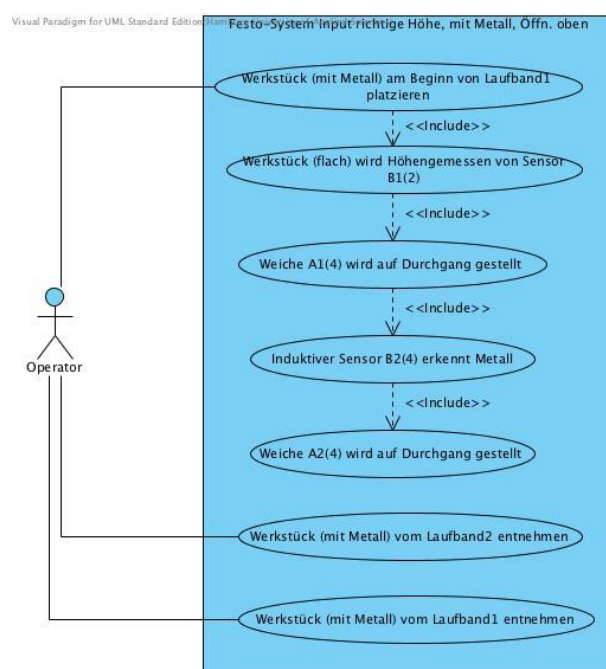 Visual Paradigm for UML Standard Edition(Hamburg
Festo-System Input richtige Höhe, mit Metall, Öffn. oben
Werkstück (mit Metall) am Beginn von Laufband1
platzieren
<<Include>>
Werkstück (flach) wird Höhengemessen von Sensor
B1(2)
<<Include>>
Weiche A1(4) wird auf Durchgang gestellt
<<Include>>
Induktiver Sensor B2(4) erkennt Metall
<<Include>>
Weiche A2(4) wird auf Durchgang gestellt
Operator
Werkstück (mit Metall) vom Laufband2 entnehmen
Werkstück (mit Metall) vom Laufband1 entnehmen